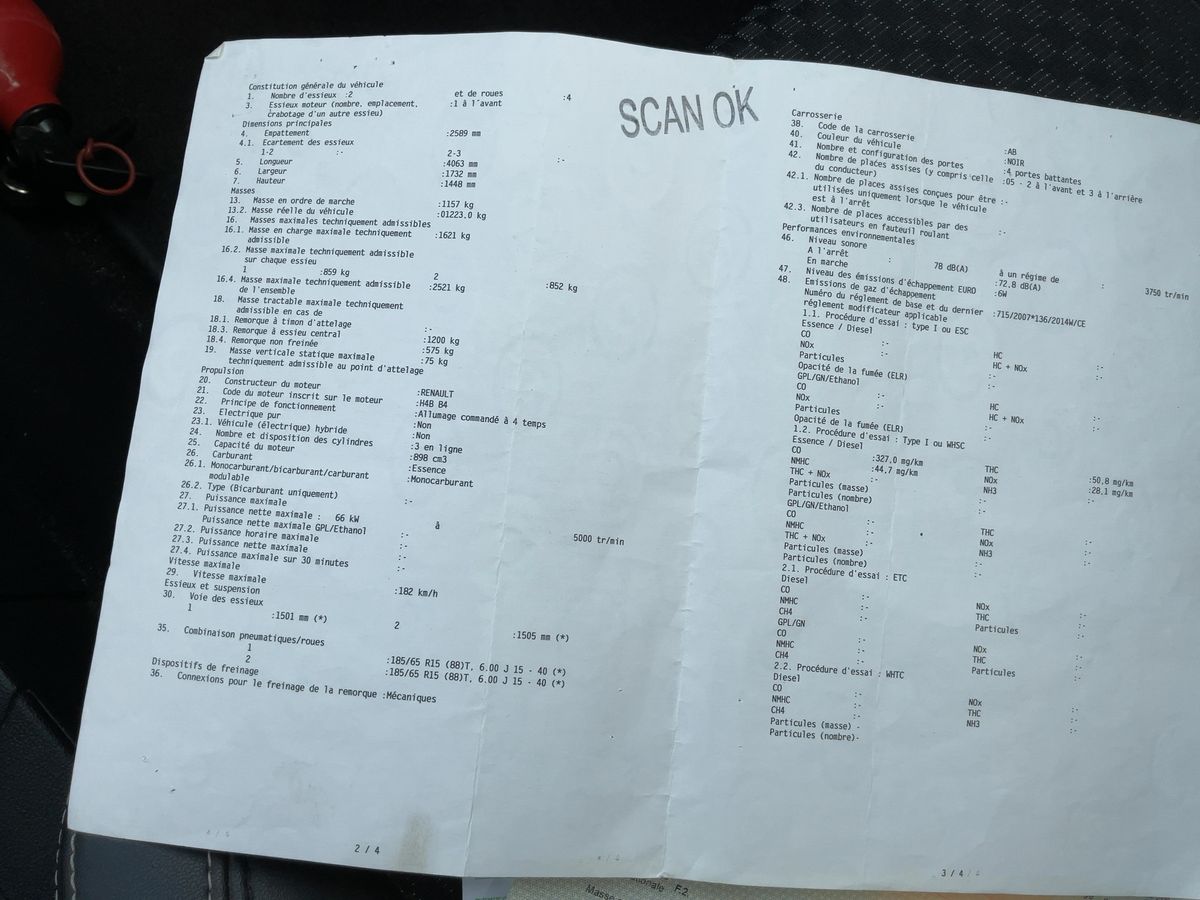 Constitution générale du véhicule
1. Nombre d'essieux :2 et de roues :4
3. Essieux moteur (nombre, emplacement, :1 à l'avant
crabotage d'un autre essieu)
Dimensions principales
4. Empattement :2589 mm
4.1. Ecartement des essieux
1-2 :- 2-3 :-
5. Longueur :4063 mm
6. Largeur :1732 mm
7. Hauteur :1448 mm
Masses
13. Masse en ordre de marche :1157 kg
13.2. Masse réelle du véhicule :01223.0 kg
16. Masses maximales techniquement admissibles
16.1. Masse en charge maximale techniquement :1621 kg
admissible
16.2. Masse maximale techniquement admissible
sur chaque essieu
1 :859 kg 2 :852 kg
16.4. Masse maximale techniquement admissible :2521 kg
de l'ensemble
18. Masse tractable maximale techniquement
admissible en cas de
18.1. Remorque à timon d'attelage :-
18.3. Remorque à essieu central :1200 kg
18.4. Remorque non freinée :575 kg
19. Masse verticale statique maximale :75 kg
techniquement admissible au point d'attelage
Propulsion
20. Constructeur du moteur :RENAULT
21. Code du moteur inscrit sur le moteur :H4B B4
22. Principe de fonctionnement :Allumage commandé à 4 temps
23. Electrique pur :Non
23.1. Véhicule (électrique) hybride :Non
24. Nombre et disposition des cylindres :3 en ligne
25. Capacité du moteur :898 cm3
26. Carburant :Essence
26.1. Monocarburant/bicarburant/carburant :Monocarburant
modulable
26.2. Type (Bicarburant uniquement) :-
27. Puissance maximale
27.1. Puissance nette maximale : 66 kW à 5000 tr/min
Puissance nette maximale GPL/Ethanol :-
27.2. Puissance horaire maximale :-
27.3. Puissance nette maximale :-
27.4. Puissance maximale sur 30 minutes :-
Vitesse maximale
29. Vitesse maximale :182 km/h
Essieux et suspension
30. Voie des essieux
1 :1501 mm (*) 2 :1505 mm (*)
35. Combinaison pneumatiques/roues
1 :185/65 R15 (88)T, 6.00 J 15 - 40 (*)
2 :185/65 R15 (88)T, 6.00 J 15 - 40 (*)
Dispositifs de freinage
36. Connexions pour le freinage de la remorque :Mécaniques
2 / 4
SCAN OK
Carrosserie
38. Code de la carrosserie :AB
40. Couleur du véhicule :NOIR
41. Nombre et configuration des portes :4 portes battantes
42. Nombre de places assises (y compris celle :05 - 2 à l'avant et 3 à l'arrière
du conducteur)
42.1. Nombre de places assises conçues pour être :-
utilisées uniquement lorsque le véhicule
est à l'arrêt
42.3. Nombre de places accessibles par des :-
utilisateurs en fauteuil roulant
Performances environnementales
46. Niveau sonore
A l'arrêt : 78 dB(A) à un régime de : 3750 tr/min
En marche :72.8 dB(A)
47. Niveau des émissions d'échappement EURO :6W
48. Emissions de gaz d'échappement
Numéro du réglement de base et du dernier :715/2007*136/2014W/CE
réglement modificateur applicable
1.1. Procédure d'essai : type I ou ESC
Essence / Diesel
CO :- HC :-
NOx :- HC + NOx :-
Particules :-
Opacité de la fumée (ELR) :-
GPL/GN/Ethanol
CO :- HC :-
NOx :- HC + NOx :-
Particules :-
Opacité de la fumée (ELR) :-
1.2. Procédure d'essai : Type I ou WHSC
Essence / Diesel
CO :327,0 mg/km THC :50,8 mg/km
NMHC :44,7 mg/km NOx :28,1 mg/km
THC + NOx :- NH3 :-
Particules (masse) :-
Particules (nombre) :-
GPL/GN/Ethanol
CO :- THC :-
NMHC :- NOx :-
THC + NOx :- NH3 :-
Particules (masse) :-
Particules (nombre) :-
2.1. Procédure d'essai : ETC
Diesel
CO :- NOx :-
NMHC :- THC :-
CH4 :- Particules :-
GPL/GN
CO :- NOx :-
NMHC :- THC :-
CH4 :- Particules :-
2.2. Procédure d'essai : WHTC
Diesel
CO :- NOx :-
NMHC :- THC :-
CH4 :- NH3 :-
Particules (masse) -
Particules (nombre)-
3 / 4
Masse
F.2.